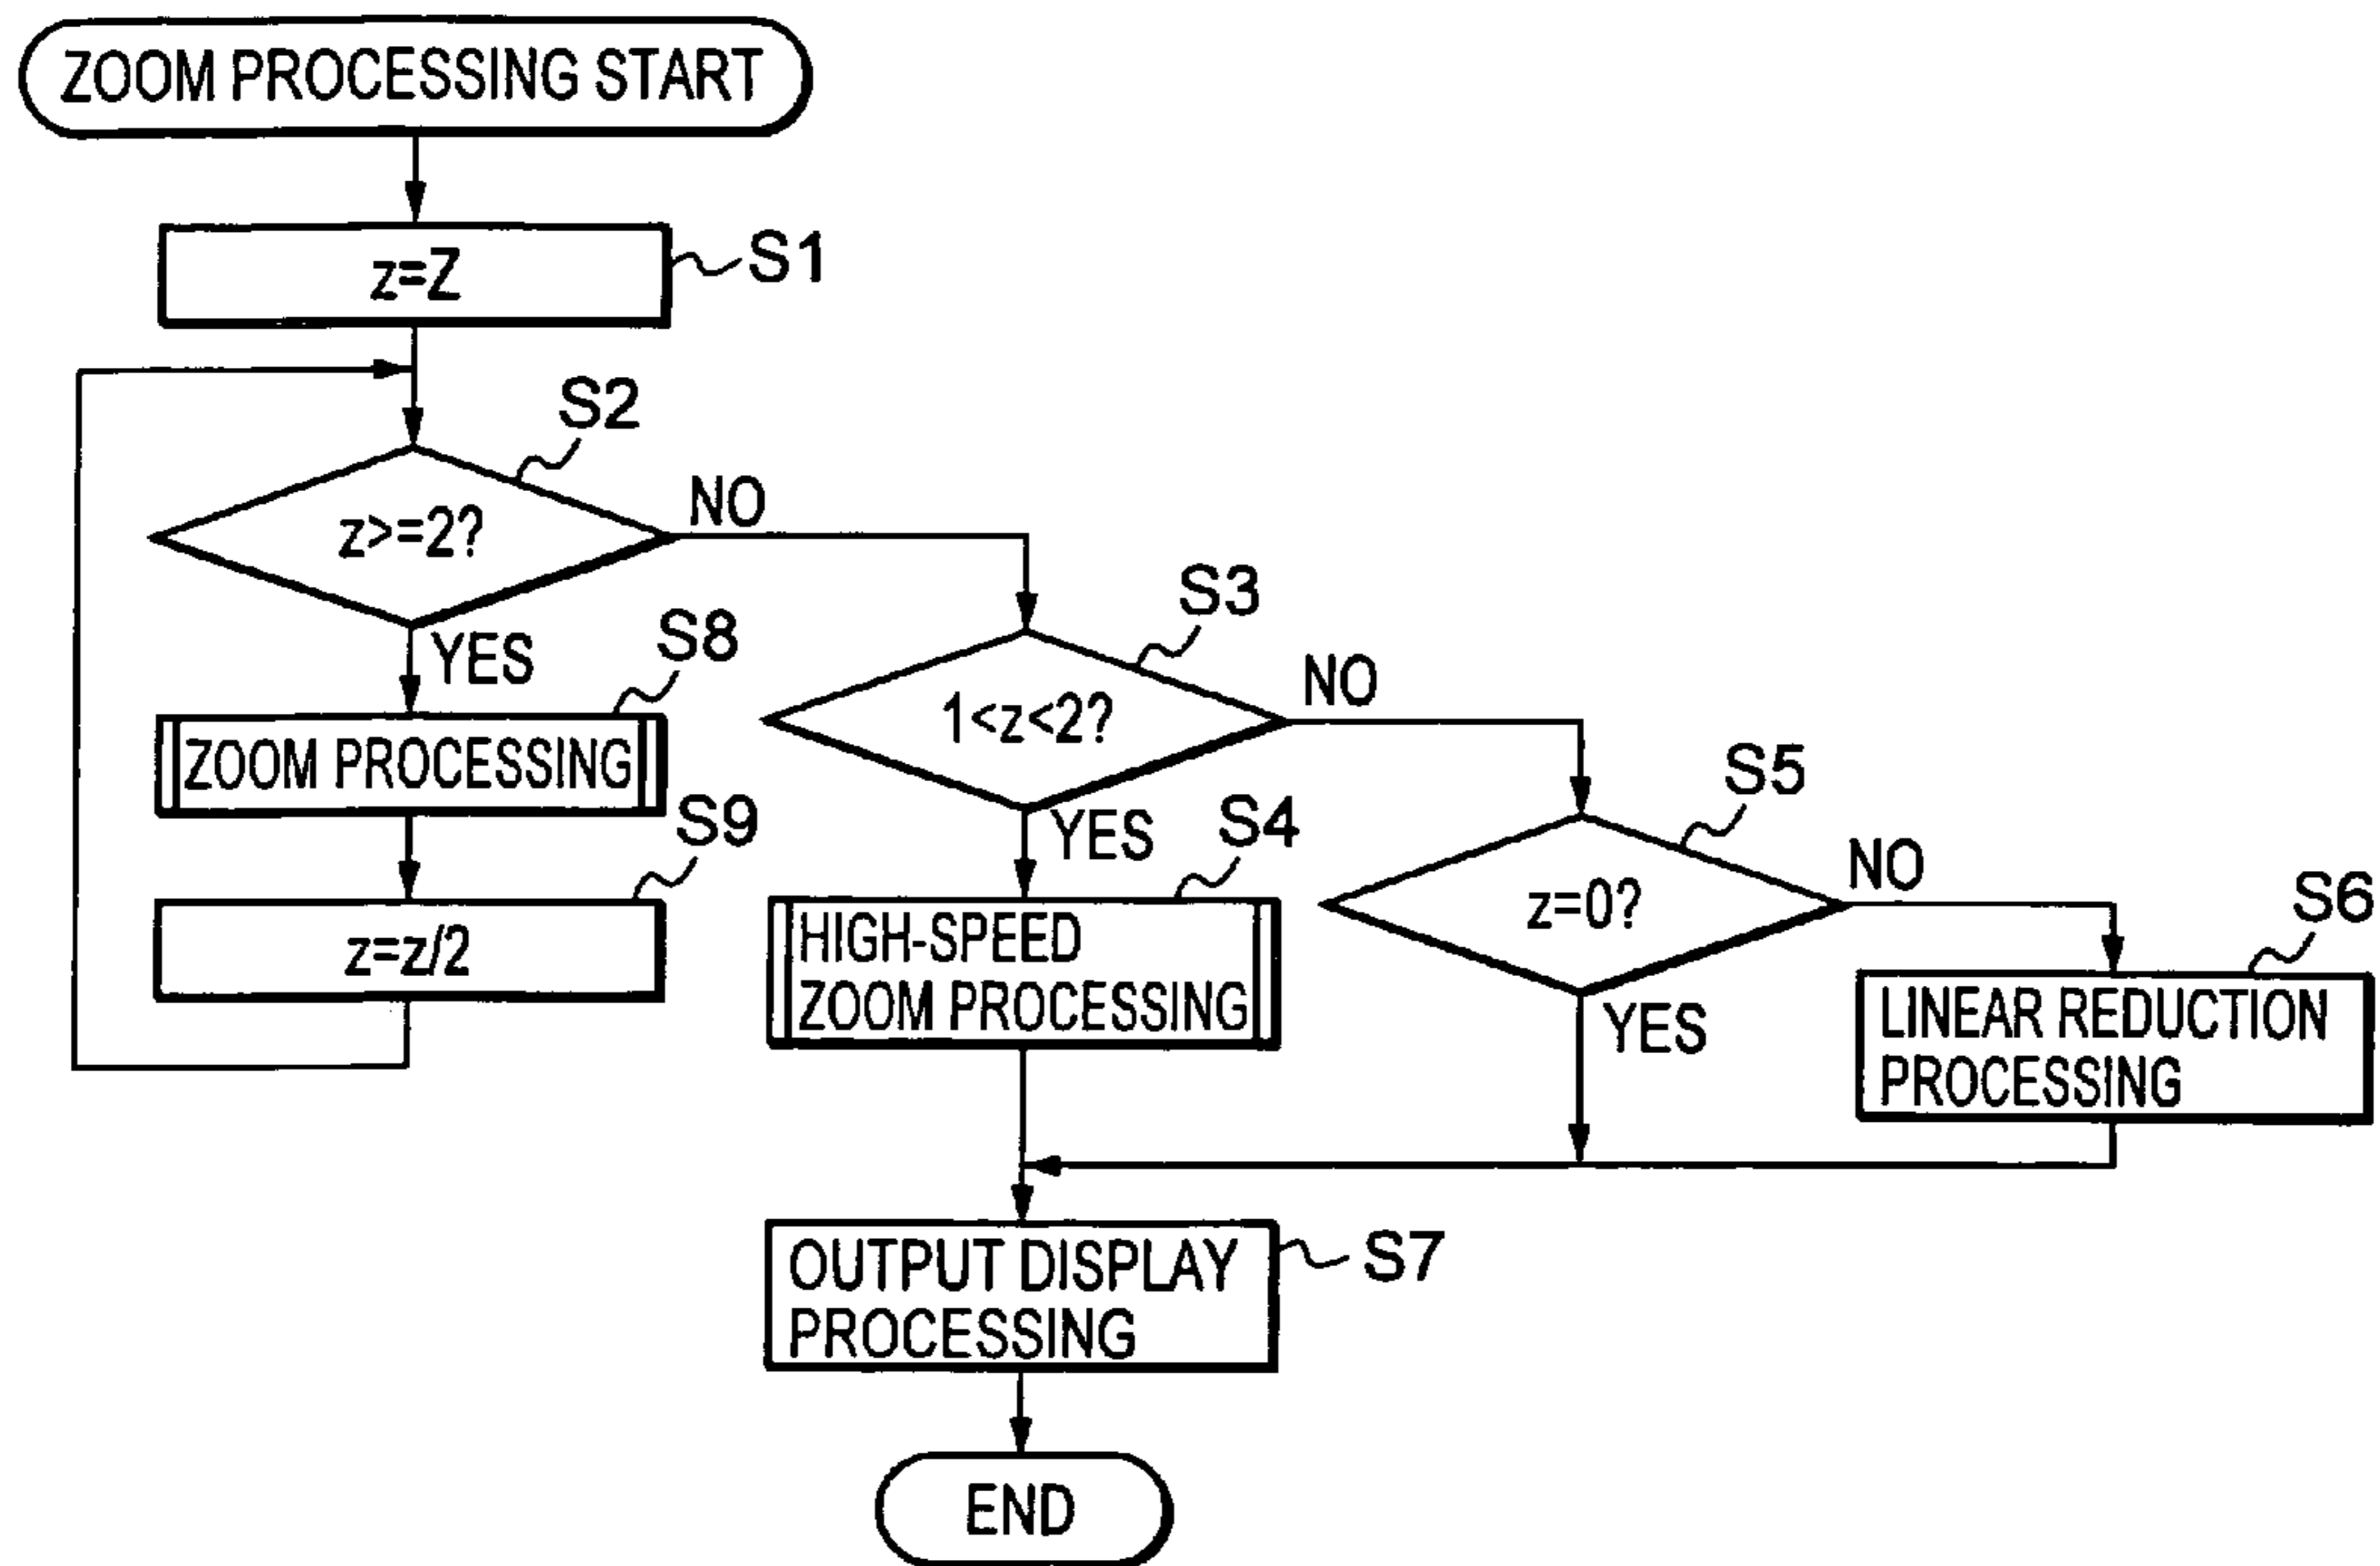 ZOOM PROCESSING START
z=Z
S1
S2
z>=2?
NO
YES
S3
1<z<2?
NO
YES
S8
ZOOM PROCESSING
S9
z=z/2
S4
HIGH-SPEED
ZOOM PROCESSING
S5
z=0?
NO
YES
S6
LINEAR REDUCTION
PROCESSING
OUTPUT DISPLAY
PROCESSING
S7
END